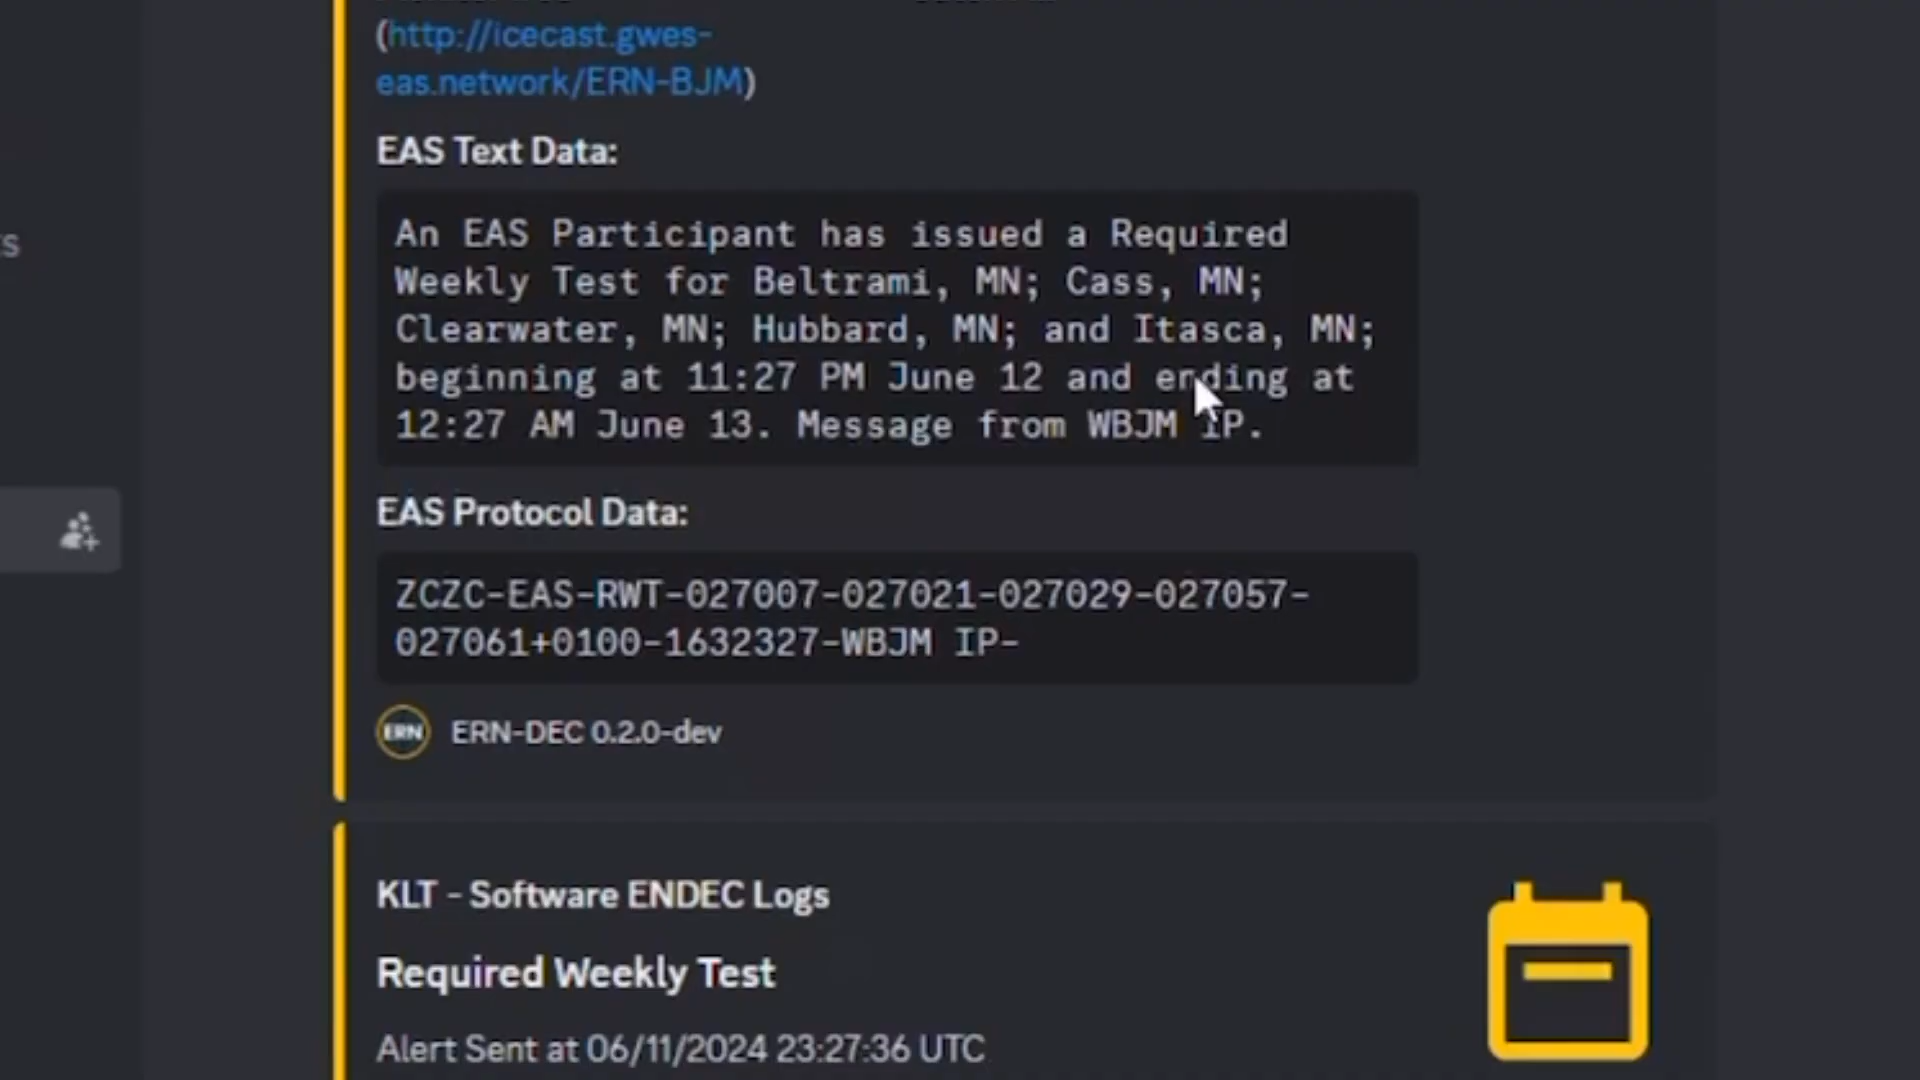 (http://icecast.gwes-
eas.network/ERN-BJM)
EAS Text Data:
An EAS Participant has issued a Required
Weekly Test for Beltrami, MN; Cass, MN;
Clearwater, MN; Hubbard, MN; and Itasca, MN;
beginning at 11:27 PM June 12 and ending at
12:27 AM June 13. Message from WBJM IP.
EAS Protocol Data:
ZCZC-EAS-RWT-027007-027021-027029-027057-
027061+0100-1632327-WBJM IP-
ERN ERN-DEC 0.2.0-dev
KLT - Software ENDEC Logs
Required Weekly Test
Alert Sent at 06/11/2024 23:27:36 UTC